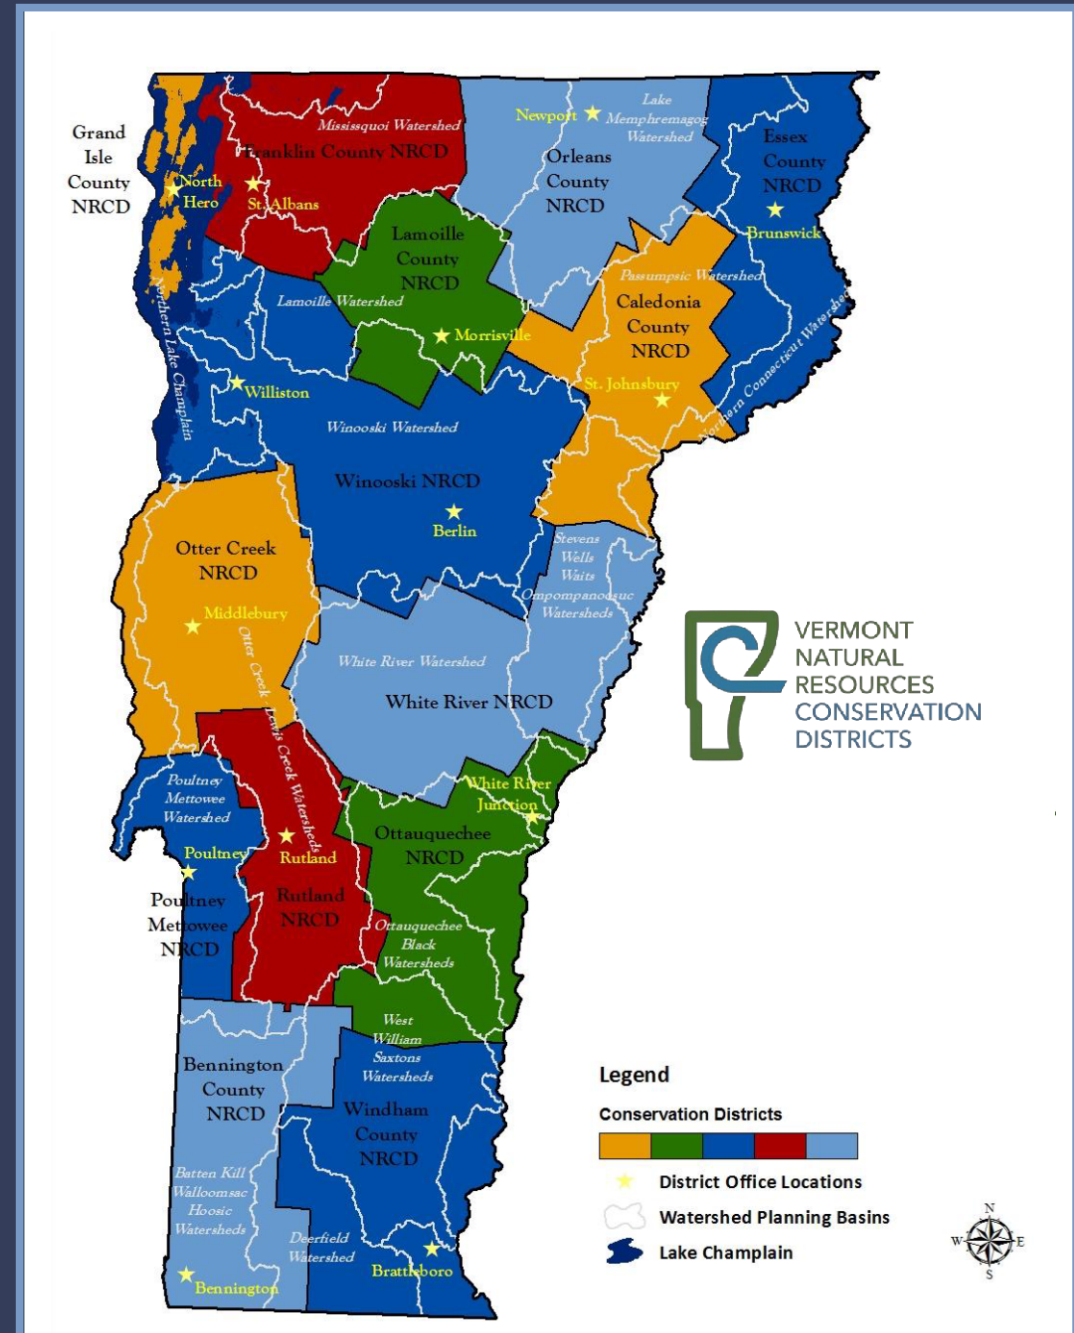 Grand
Isle
County
NRCD
North
Hero
Mississquoi Watershed
Franklin County NRCD
St. Albans
Newport
Lake
Memphremagog
Watershed
Orleans
County
NRCD
Essex
County
NRCD
Brunswick
Lamoille
County
NRCD
Lamoille Watershed
Morrisville
Passumpsic Watershed
Caledonia
County
NRCD
St. Johnsbury
Northern Connecticut Watershed
Northern Lake Champlain
Williston
Winooski Watershed
Winooski NRCD
Berlin
Otter Creek
NRCD
Middlebury
Otter Creek Lewis Creek Watersheds
Stevens
Wells
Waits
Ompompanoosuc
Watersheds
White River Watershed
White River NRCD
VERMONT
NATURAL
RESOURCES
CONSERVATION
DISTRICTS
Poultney
Mettowee
Watershed
Poultney
Poultney
Mettowee
NRCD
Rutland
Rutland
NRCD
White River
Junction
Ottauquechee
NRCD
Ottauquechee
Black
Watersheds
West
William
Saxtons
Watersheds
Bennington
County
NRCD
Windham
County
NRCD
Batten Kill
Walloomsac
Hoosic
Watersheds
Deerfield
Watershed
Brattleboro
Bennington
Legend
Conservation Districts
District Office Locations
Watershed Planning Basins
Lake Champlain
N
W E
S